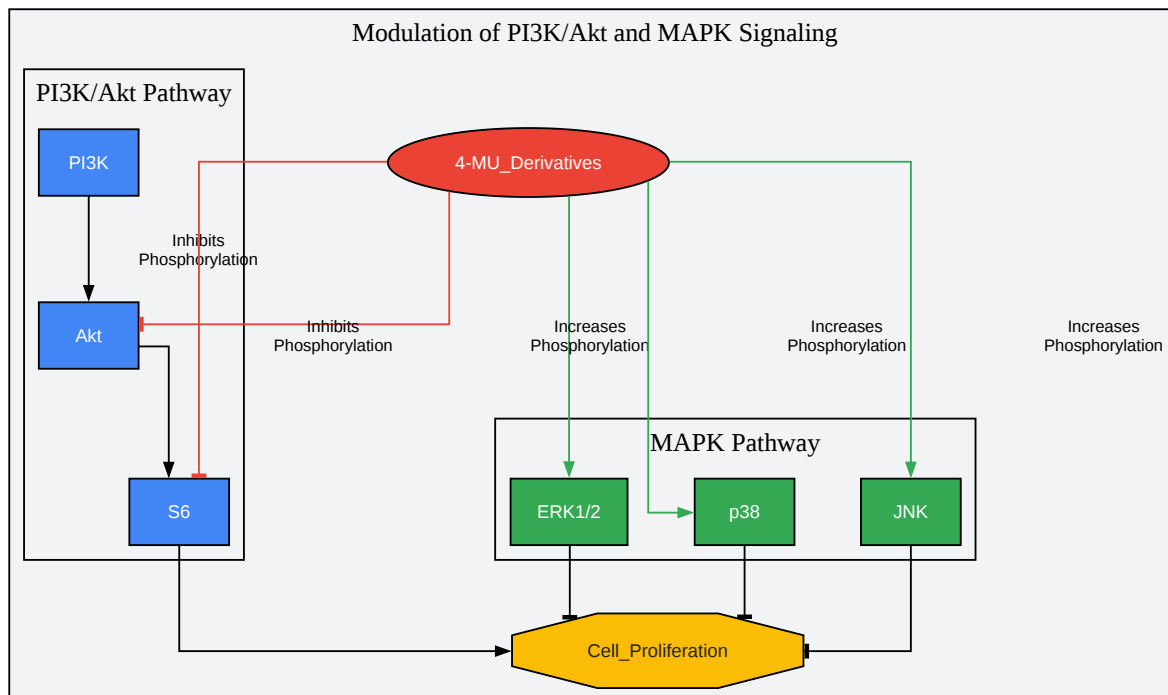 Modulation of PI3K/Akt and MAPK Signaling
PI3K/Akt Pathway
PI3K
4-MU_Derivatives
Inhibits
Phosphorylation
Akt
Inhibits
Phosphorylation
Increases
Phosphorylation
Increases
Phosphorylation
Increases
Phosphorylation
MAPK Pathway
S6
ERK1/2
p38
JNK
Cell_Proliferation